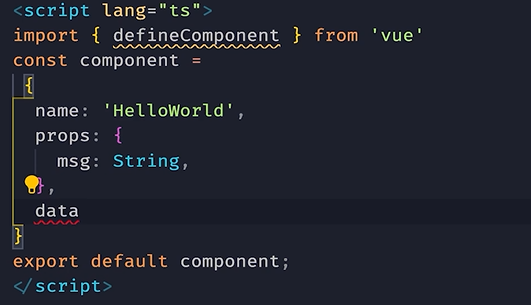 <script lang="ts">
import { defineComponent } from 'vue'
const component =
{
name: 'HelloWorld',
props: {
msg: String,
},
data
}
export default component;
</script>